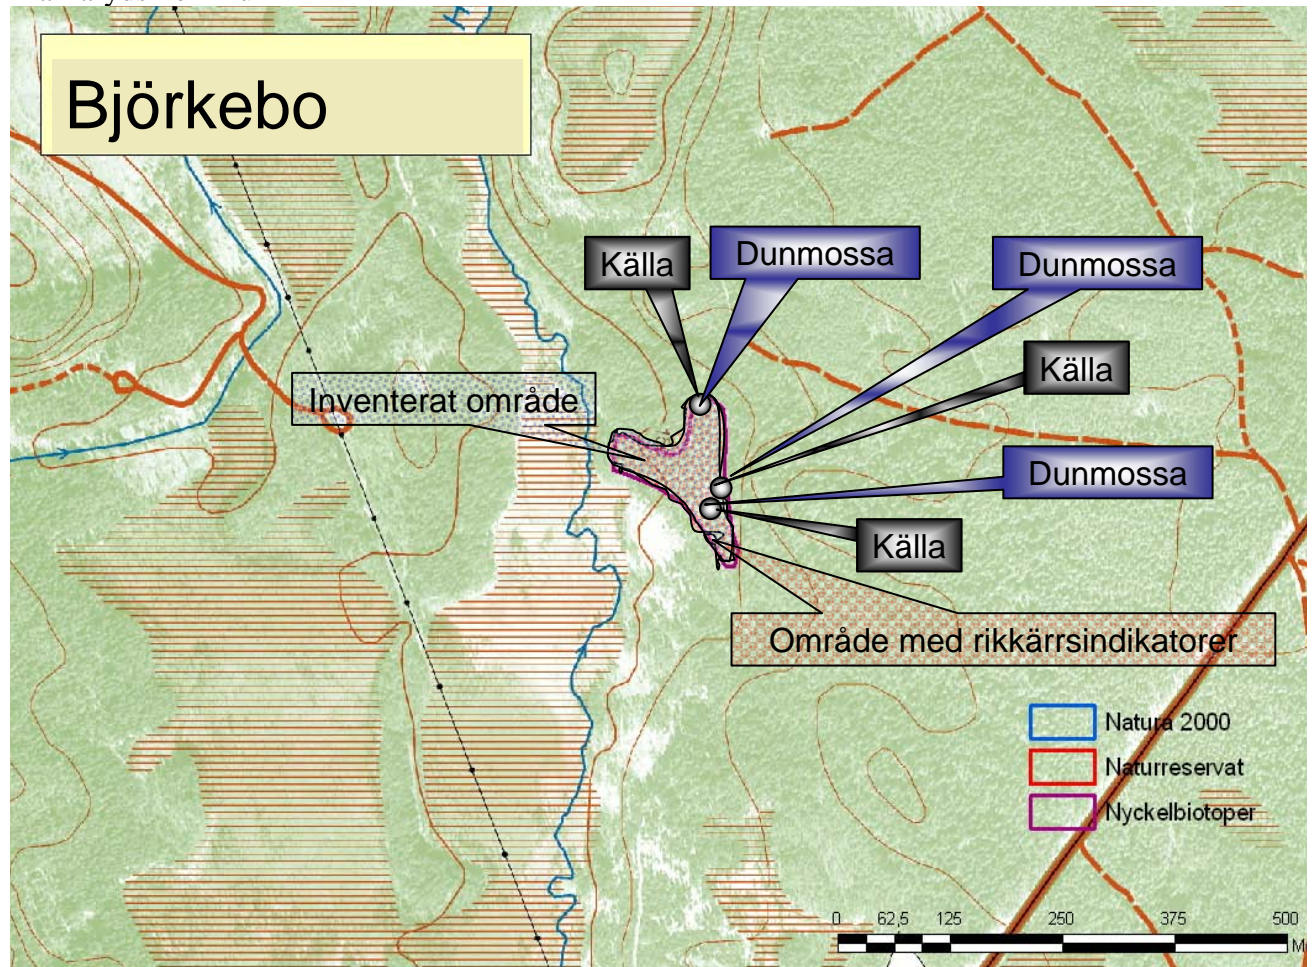 Björkebo
Källa
Dunmossa
Dunmossa
Källa
Inventerat område
Dunmossa
Källa
Område med rikkärrsindikatorer
Natura 2000
Naturreservat
Nyckelbiotoper
0 62,5 125 250 375 500
M